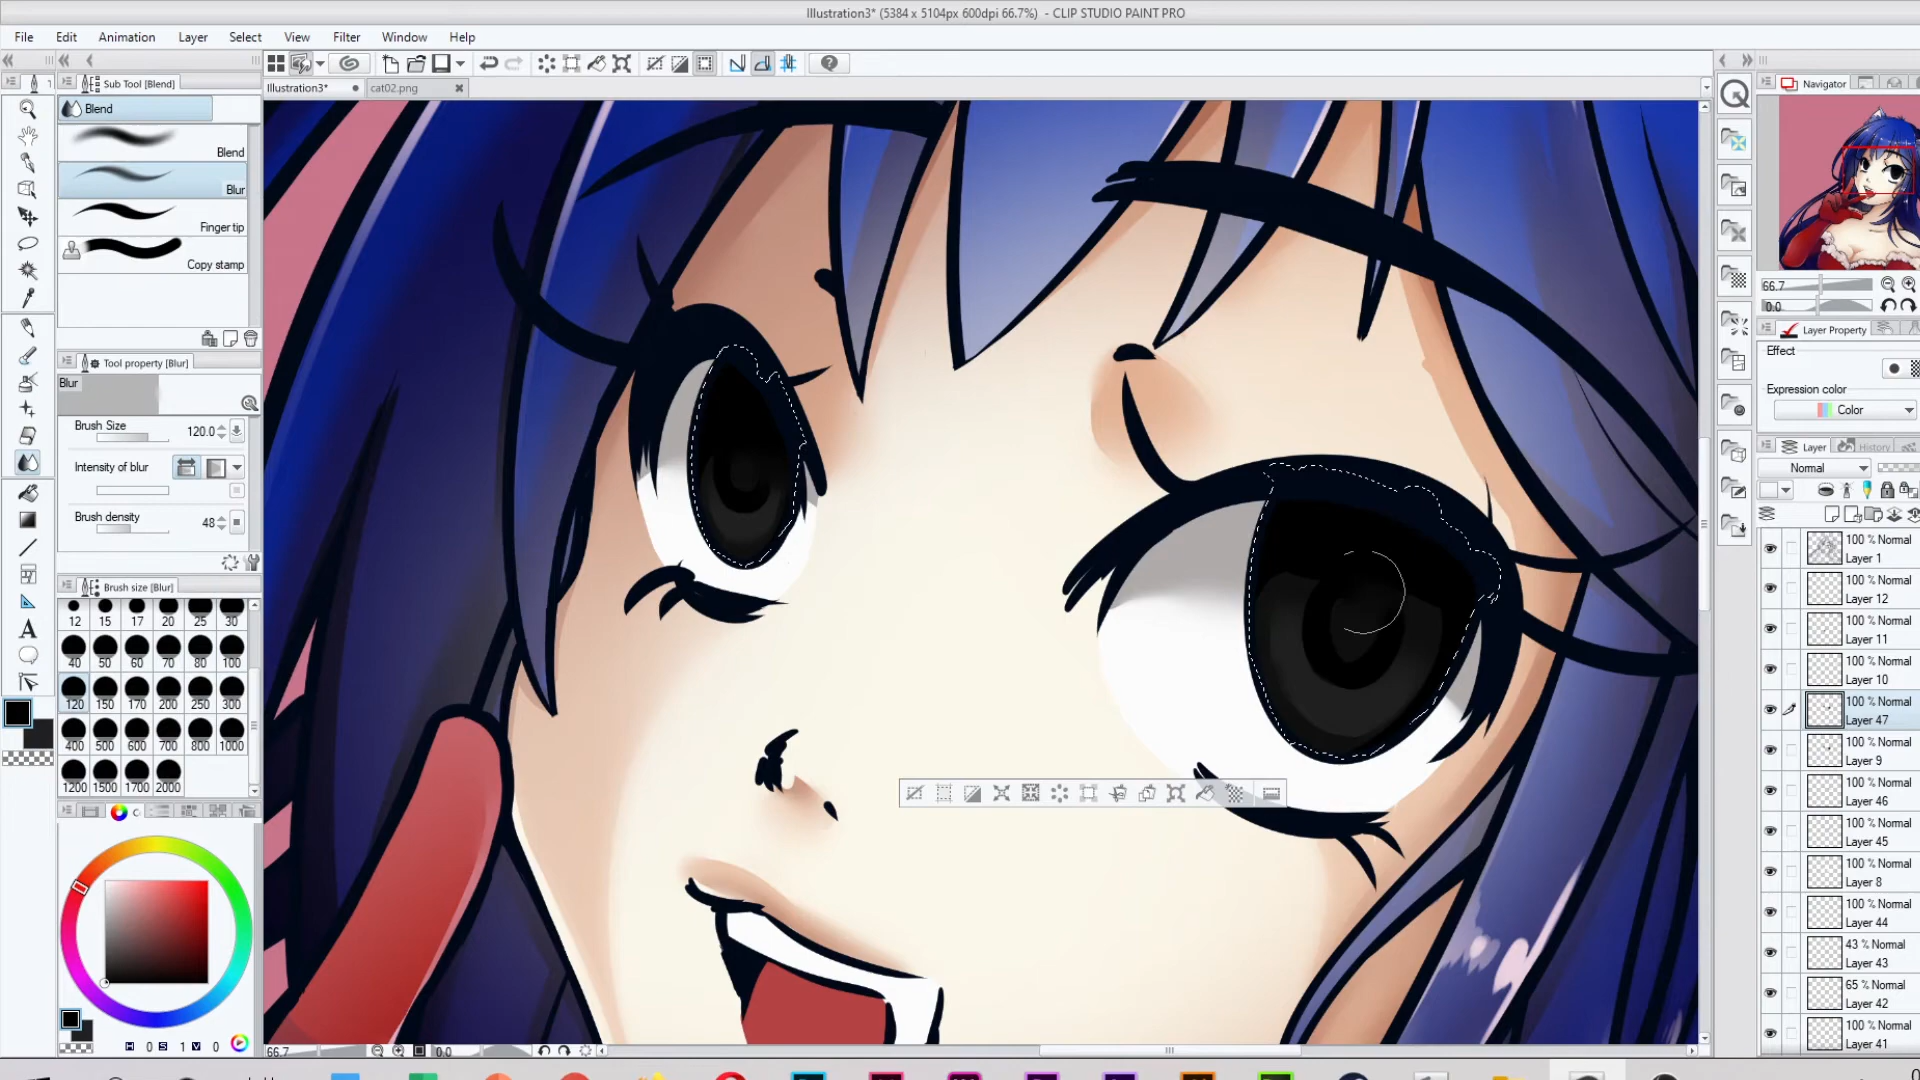 Illustration3* (5384 x 5104px 600dpi 66.7%) - CLIP STUDIO PAINT PRO
File Edit Animation Layer Select View Filter Window Help
Sub Tool [Blend]
Blend
Blend
Blur
Finger tip
Copy stamp
Tool property [Blur]
Blur
Brush Size 120.0
Intensity of blur
Brush density 48
Brush size [Blur]
12 15 17 20 25 30
40 50 60 70 80 100
120 150 170 200 250 300
400 500 600 700 800 1000
1200 1500 1700 2000
H 0 S 1 V 0
Illustration3* cat02.png
66.7 0.0
Navigator
66.7
0.0
Layer Property
Effect
Expression color
Color
Layer History
Normal
100 % Normal
Layer 1
100 % Normal
Layer 12
100 % Normal
Layer 11
100 % Normal
Layer 10
100 % Normal
Layer 47
100 % Normal
Layer 9
100 % Normal
Layer 46
100 % Normal
Layer 45
100 % Normal
Layer 8
100 % Normal
Layer 44
43 % Normal
Layer 43
65 % Normal
Layer 42
100 % Normal
Layer 41